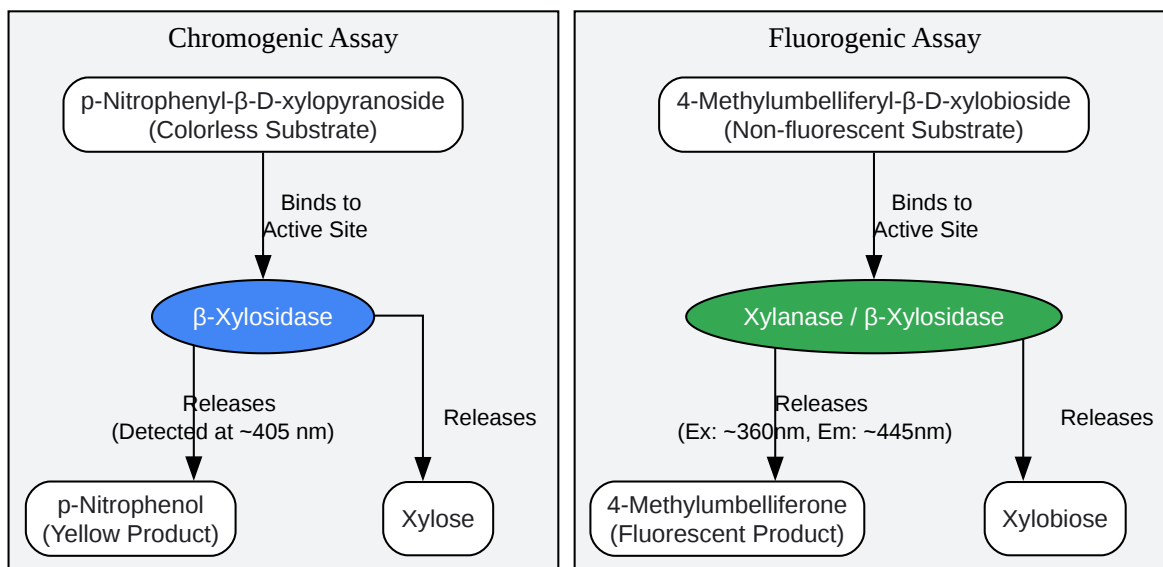 Chromogenic Assay
p-Nitrophenyl-β-D-xylopyranoside
(Colorless Substrate)
Binds to
Active Site
β-Xylosidase
Releases
(Detected at ~405 nm)
Releases
p-Nitrophenol
(Yellow Product)
Xylose
Fluorogenic Assay
4-Methylumbelliferyl-β-D-xylobioside
(Non-fluorescent Substrate)
Binds to
Active Site
Xylanase / β-Xylosidase
Releases
(Ex: ~360nm, Em: ~445nm)
Releases
4-Methylumbelliferone
(Fluorescent Product)
Xylobiose